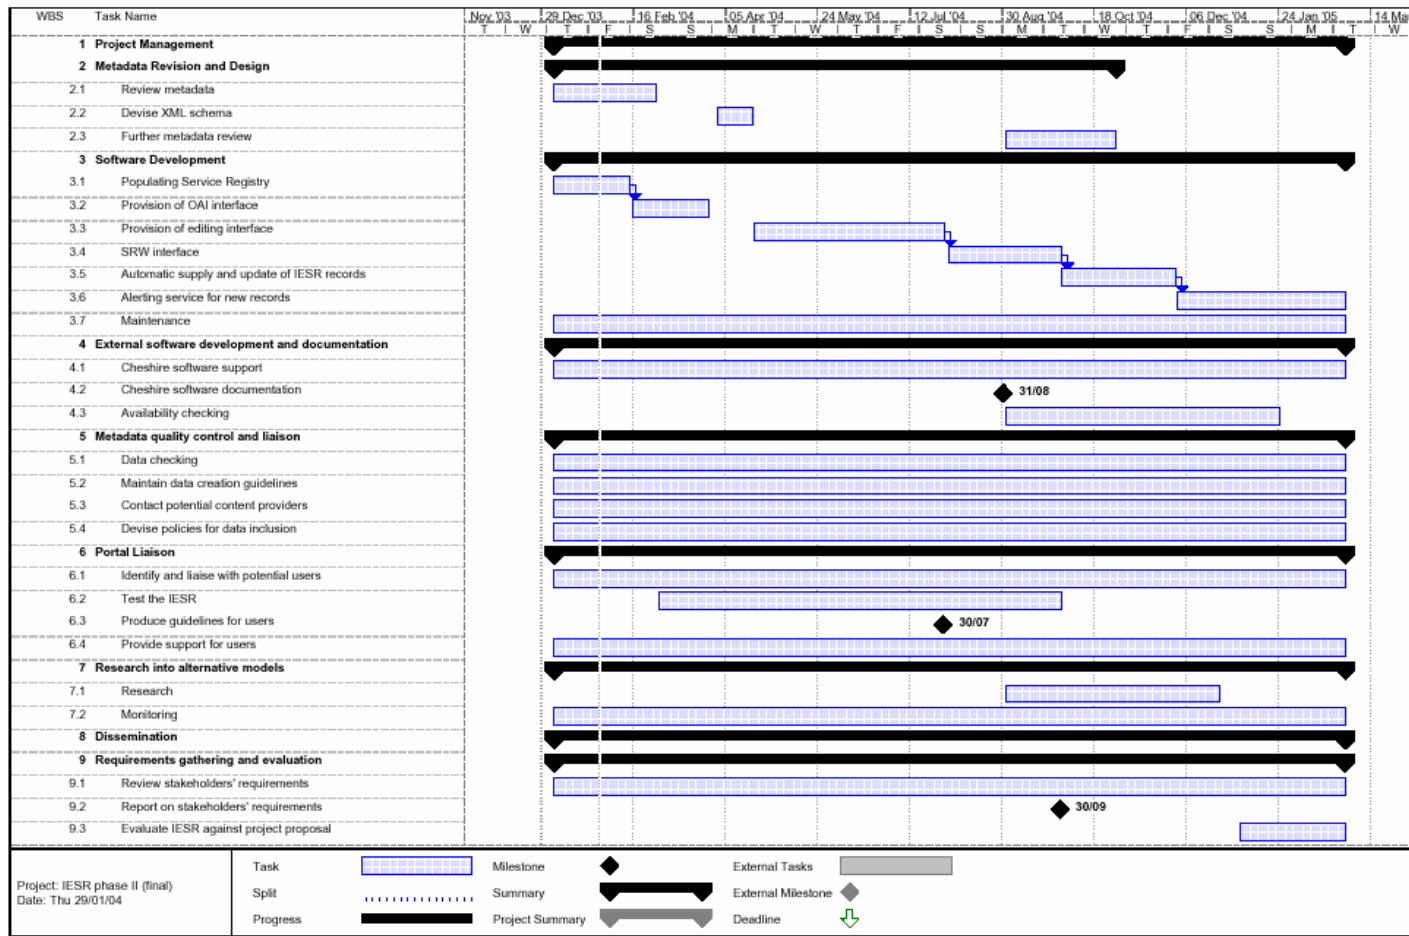 WBS Task Name Nov '03 29 Dec '03 16 Feb '04 05 Apr '04 24 May '04 12 Jul '04 30 Aug '04 18 Oct '04 06 Dec '04 24 Jan '05 14 Ma
T W T F S S M T W T F S S M T W T F S S M T W
1 Project Management
2 Metadata Revision and Design
2.1 Review metadata
2.2 Devise XML schema
2.3 Further metadata review
3 Software Development
3.1 Populating Service Registry
3.2 Provision of OAI interface
3.3 Provision of editing interface
3.4 SRW interface
3.5 Automatic supply and update of IESR records
3.6 Alerting service for new records
3.7 Maintenance
4 External software development and documentation
4.1 Cheshire software support
4.2 Cheshire software documentation 31/08
4.3 Availability checking
5 Metadata quality control and liaison
5.1 Data checking
5.2 Maintain data creation guidelines
5.3 Contact potential content providers
5.4 Devise policies for data inclusion
6 Portal Liaison
6.1 Identify and liaise with potential users
6.2 Test the IESR
6.3 Produce guidelines for users 30/07
6.4 Provide support for users
7 Research into alternative models
7.1 Research
7.2 Monitoring
8 Dissemination
9 Requirements gathering and evaluation
9.1 Review stakeholders' requirements
9.2 Report on stakeholders' requirements 30/09
9.3 Evaluate IESR against project proposal
Project: IESR phase II (final)
Date: Thu 29/01/04
Task Milestone External Tasks
Split Summary External Milestone
Progress Project Summary Deadline